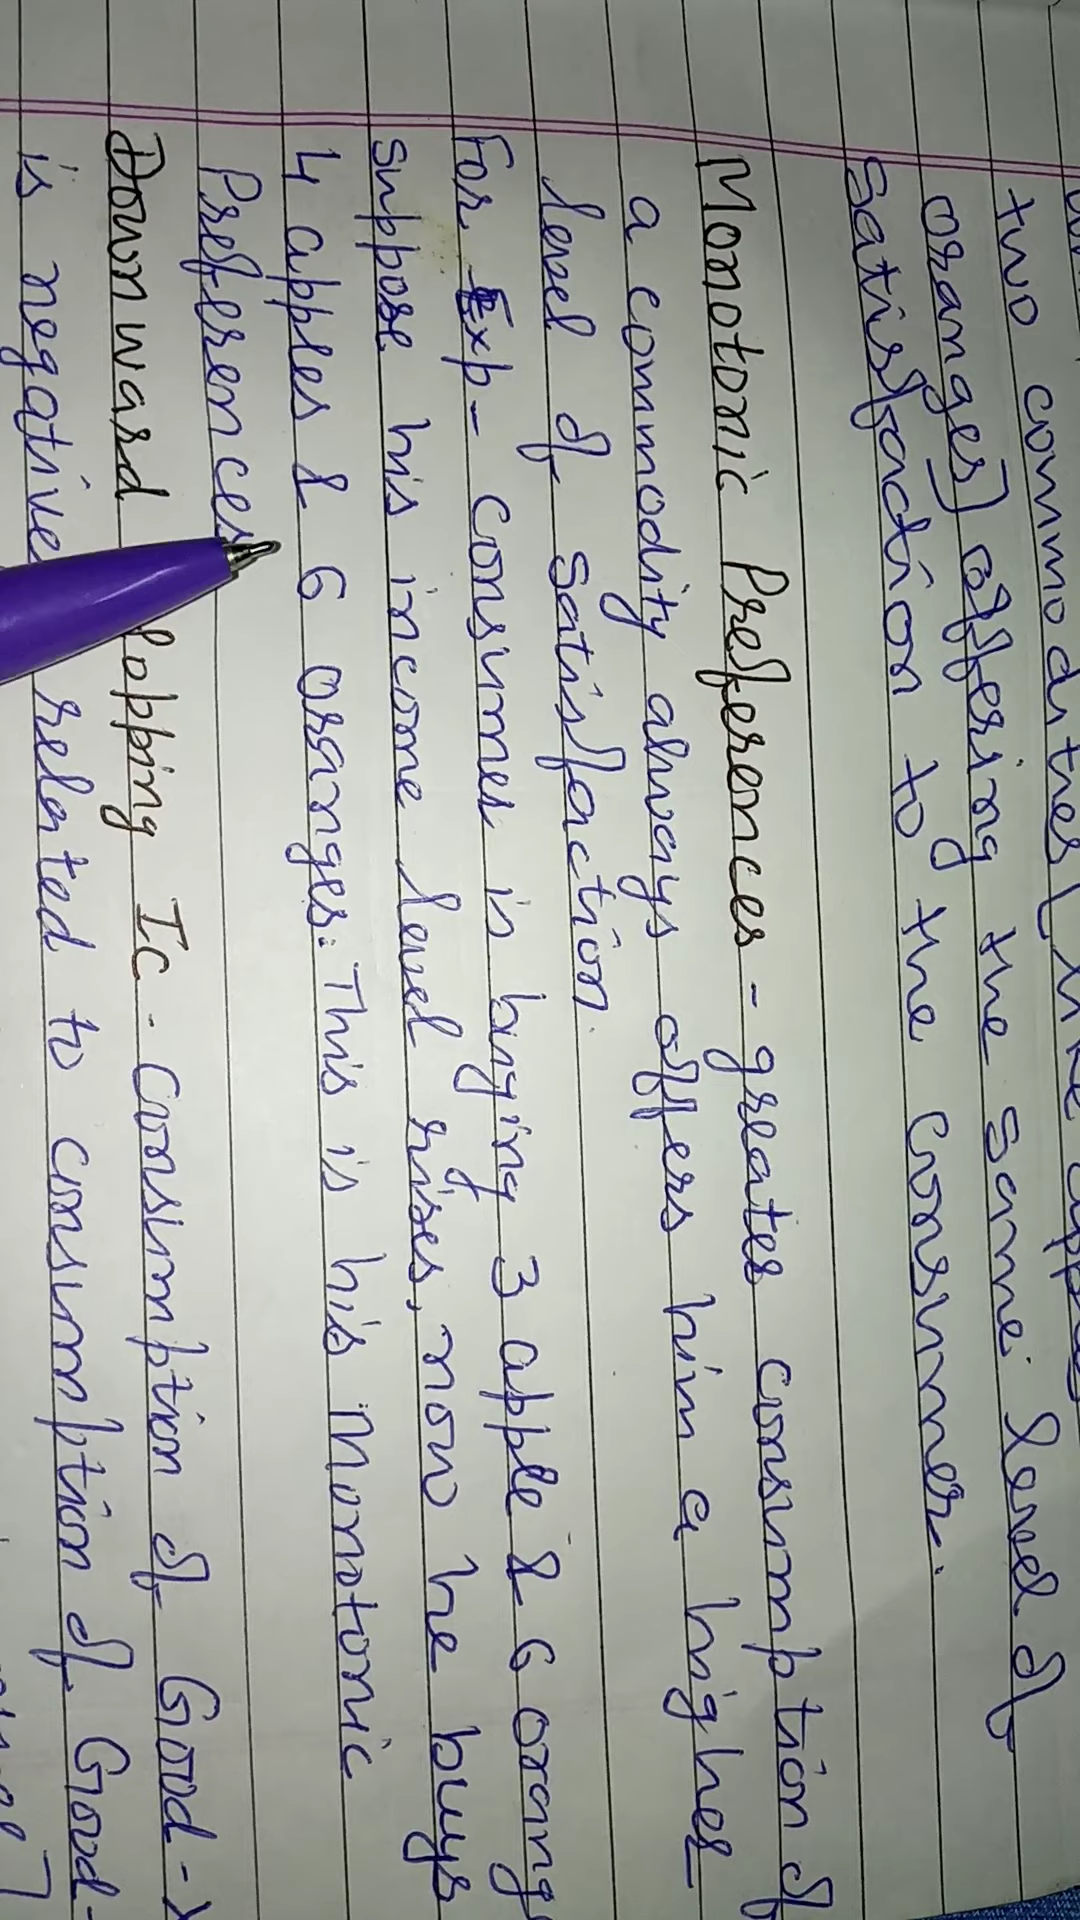 two commodities (like apples
oranges) offering the same level of
satisfaction to the consumer.
Monotonic Preferences - greater consumption of
a commodity always offers him a higher
level of satisfaction.
For Exp - consumer is buying 3 apple & 6 orang
suppose his income level rises, now he buys
4 apples & 6 oranges. This is his Monotonic
Preferences
Downward lopping Ic - Consumption of Good-X
is negative related to consumption of Good-